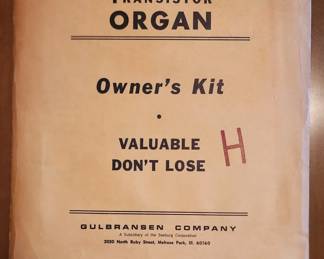 TRANSISTOR
ORGAN
Owner's Kit
•
VALUABLE
DON'T LOSE
H
GULBRANSEN COMPANY
A Subsidiary of the Seeburg Corporation
2050 North Ruby Street, Melrose Park, Ill. 60160